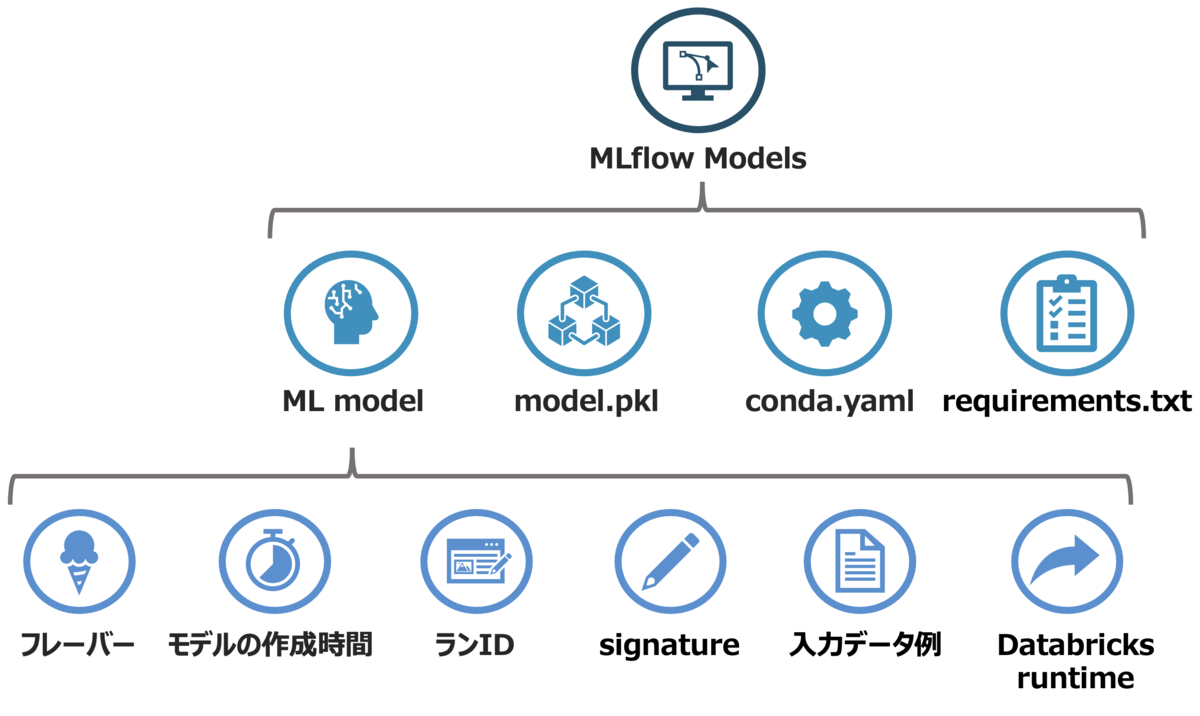 MLflow Models
ML model
model.pkl
conda.yaml
requirements.txt
フレーバー
モデルの作成時間
ランID
signature
入力データ例
Databricks
runtime